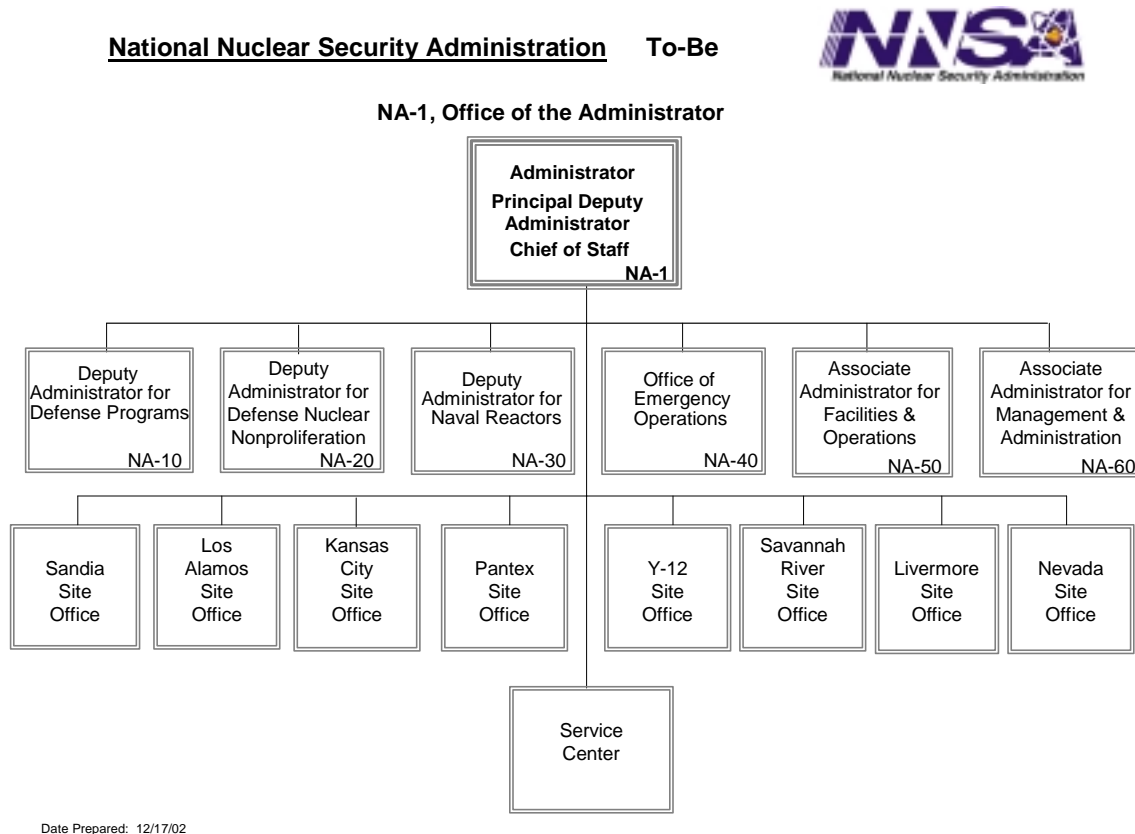 National Nuclear Security Administration To-Be
NNSA
National Nuclear Security Administration
NA-1, Office of the Administrator
Administrator
Principal Deputy
Administrator
Chief of Staff
NA-1
Deputy
Administrator for
Defense Programs
NA-10
Deputy
Administrator for
Defense Nuclear
Nonproliferation
NA-20
Deputy
Administrator for
Naval Reactors
NA-30
Office of
Emergency
Operations
NA-40
Associate
Administrator for
Facilities &
Operations
NA-50
Associate
Administrator for
Management &
Administration
NA-60
Sandia
Site
Office
Los
Alamos
Site
Office
Kansas
City
Site
Office
Pantex
Site
Office
Y-12
Site
Office
Savannah
River
Site
Office
Livermore
Site
Office
Nevada
Site
Office
Service
Center
Date Prepared: 12/17/02